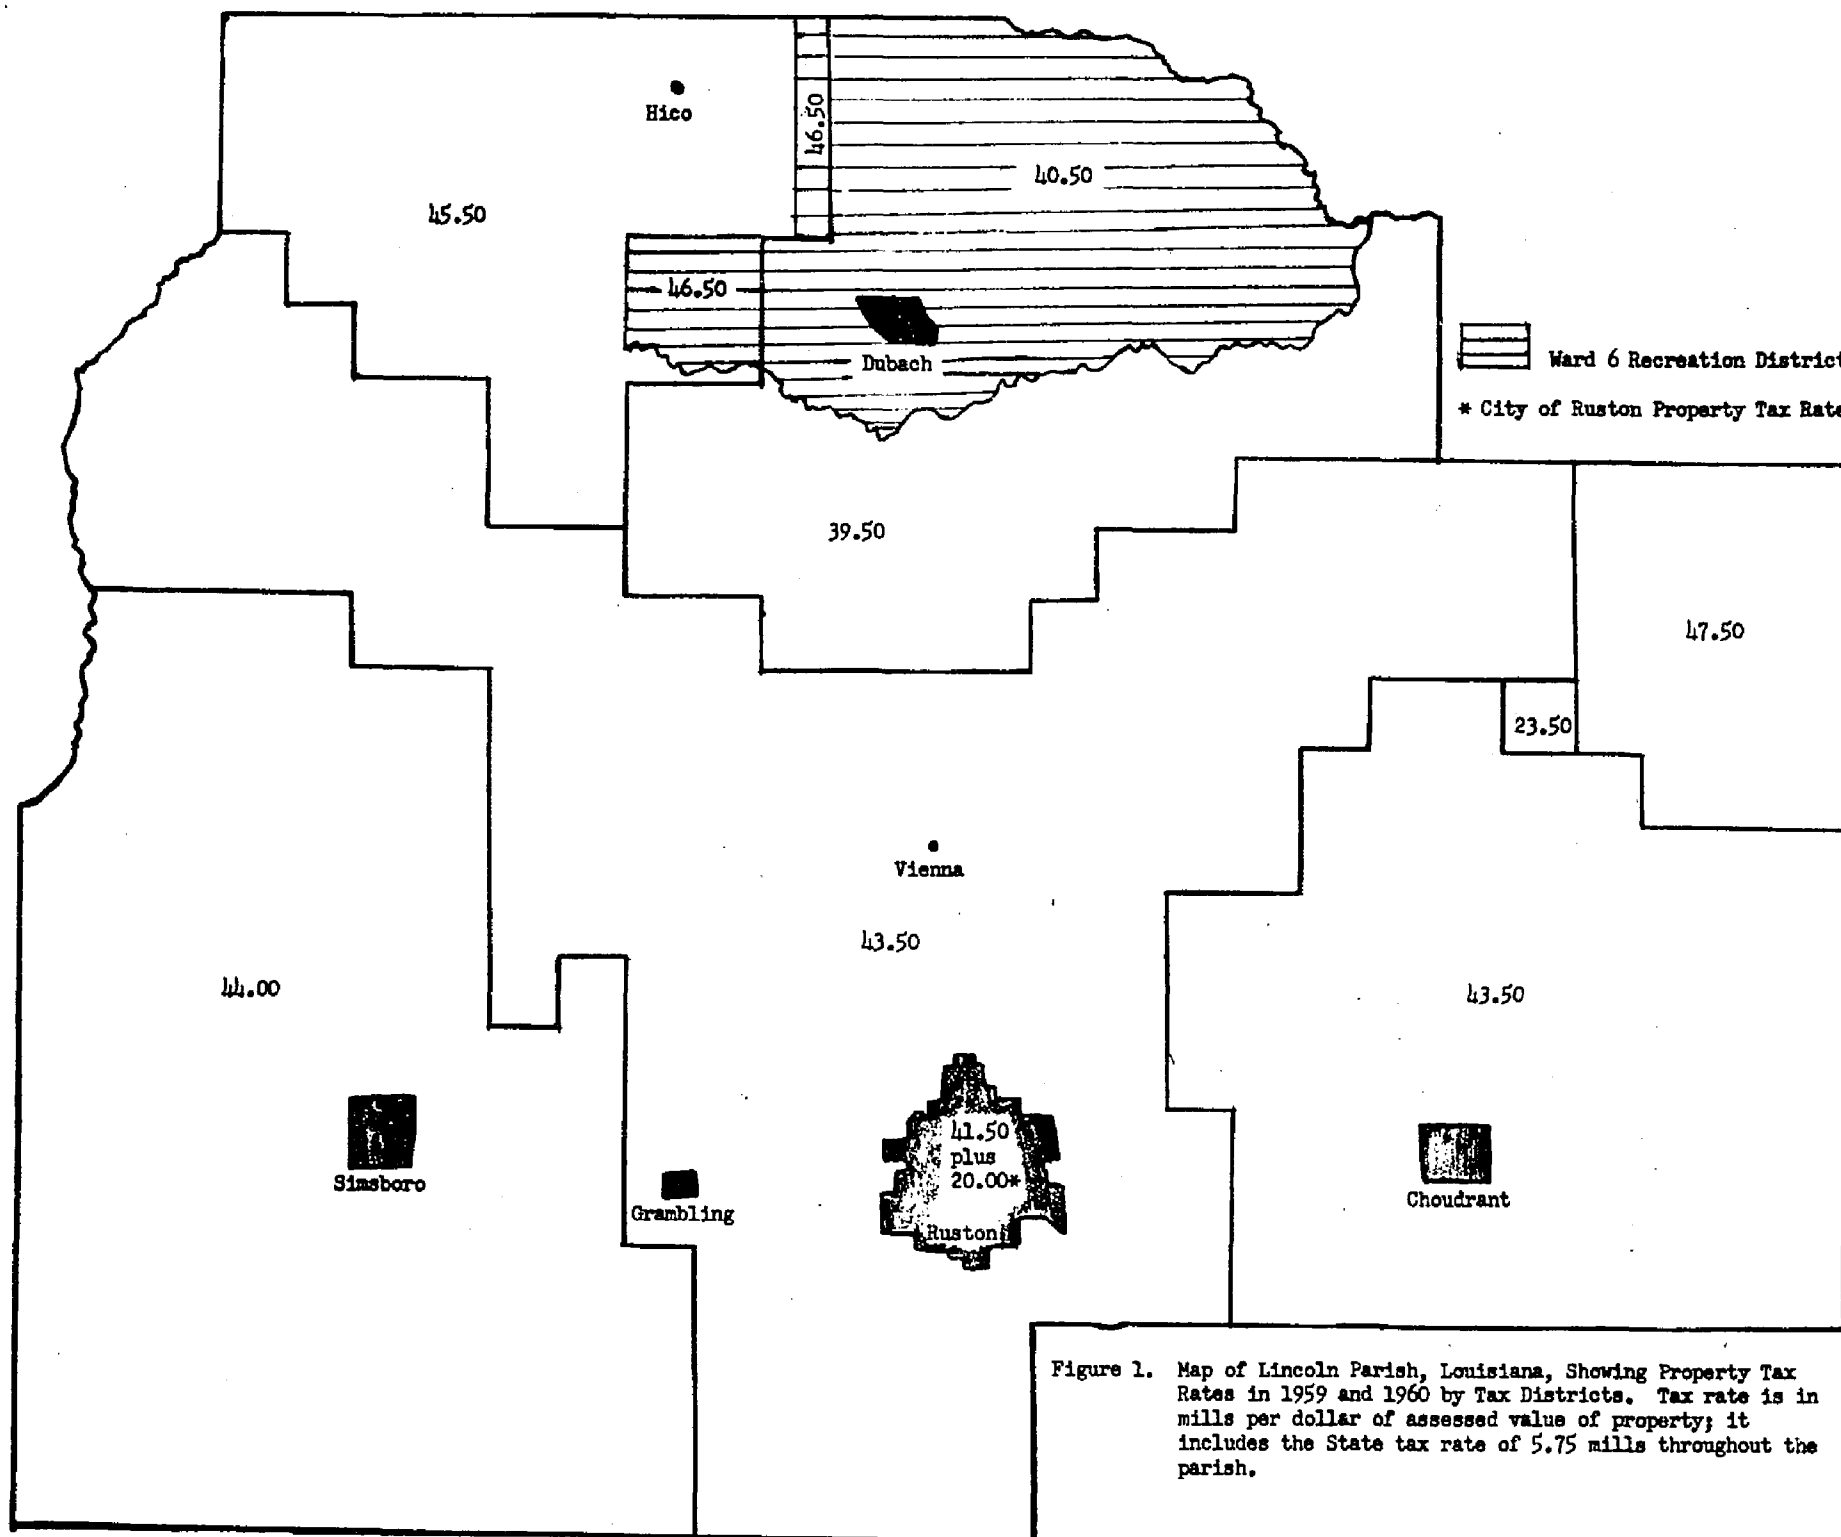 Hico
46.50
40.50
45.50
46.50
Dubach
Ward 6 Recreation District
* City of Ruston Property Tax Rate
39.50
47.50
23.50
Vienna
43.50
44.00
43.50
41.50
plus
20.00*
Ruston
Simsboro
Grambling
Choudrant
Figure 1. Map of Lincoln Parish, Louisiana, Showing Property Tax
Rates in 1959 and 1960 by Tax Districts. Tax rate is in
mills per dollar of assessed value of property; it
includes the State tax rate of 5.75 mills throughout the
parish.